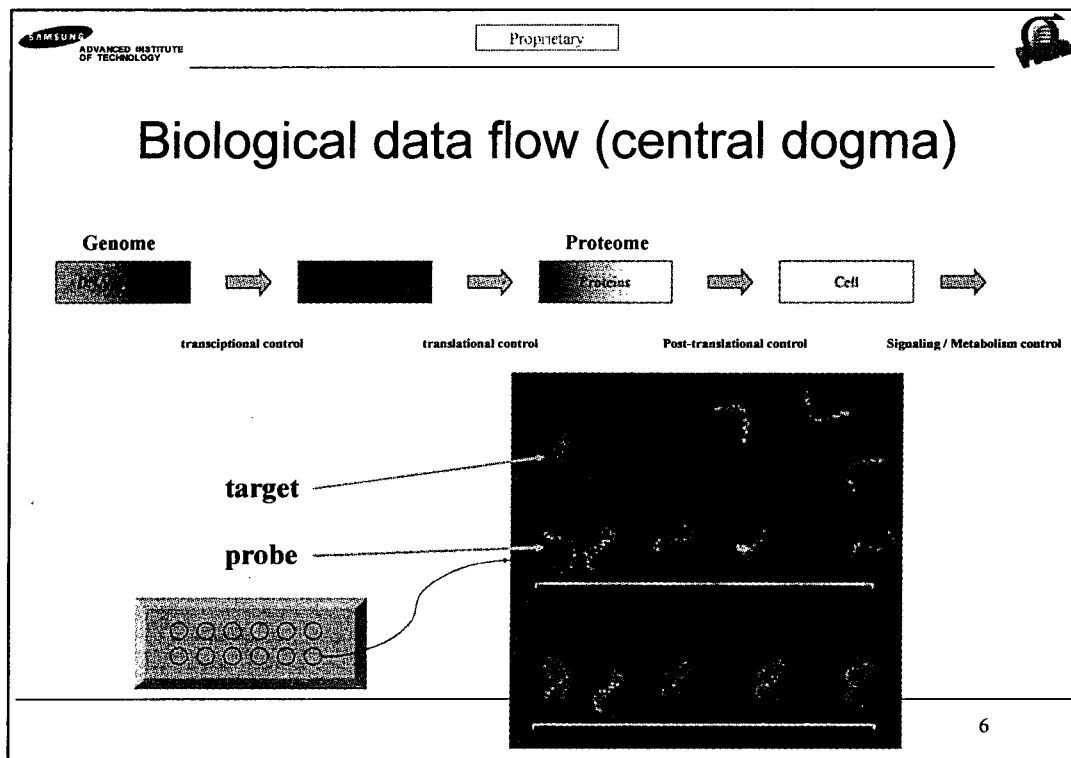 SAMSUNG
ADVANCED INSTITUTE
OF TECHNOLOGY
Proprietary
Biological data flow (central dogma)
Genome
Proteome
Proteins
Cell
transciptional control
translational control
Post-translational control
Signaling / Metabolism control
target
probe
6